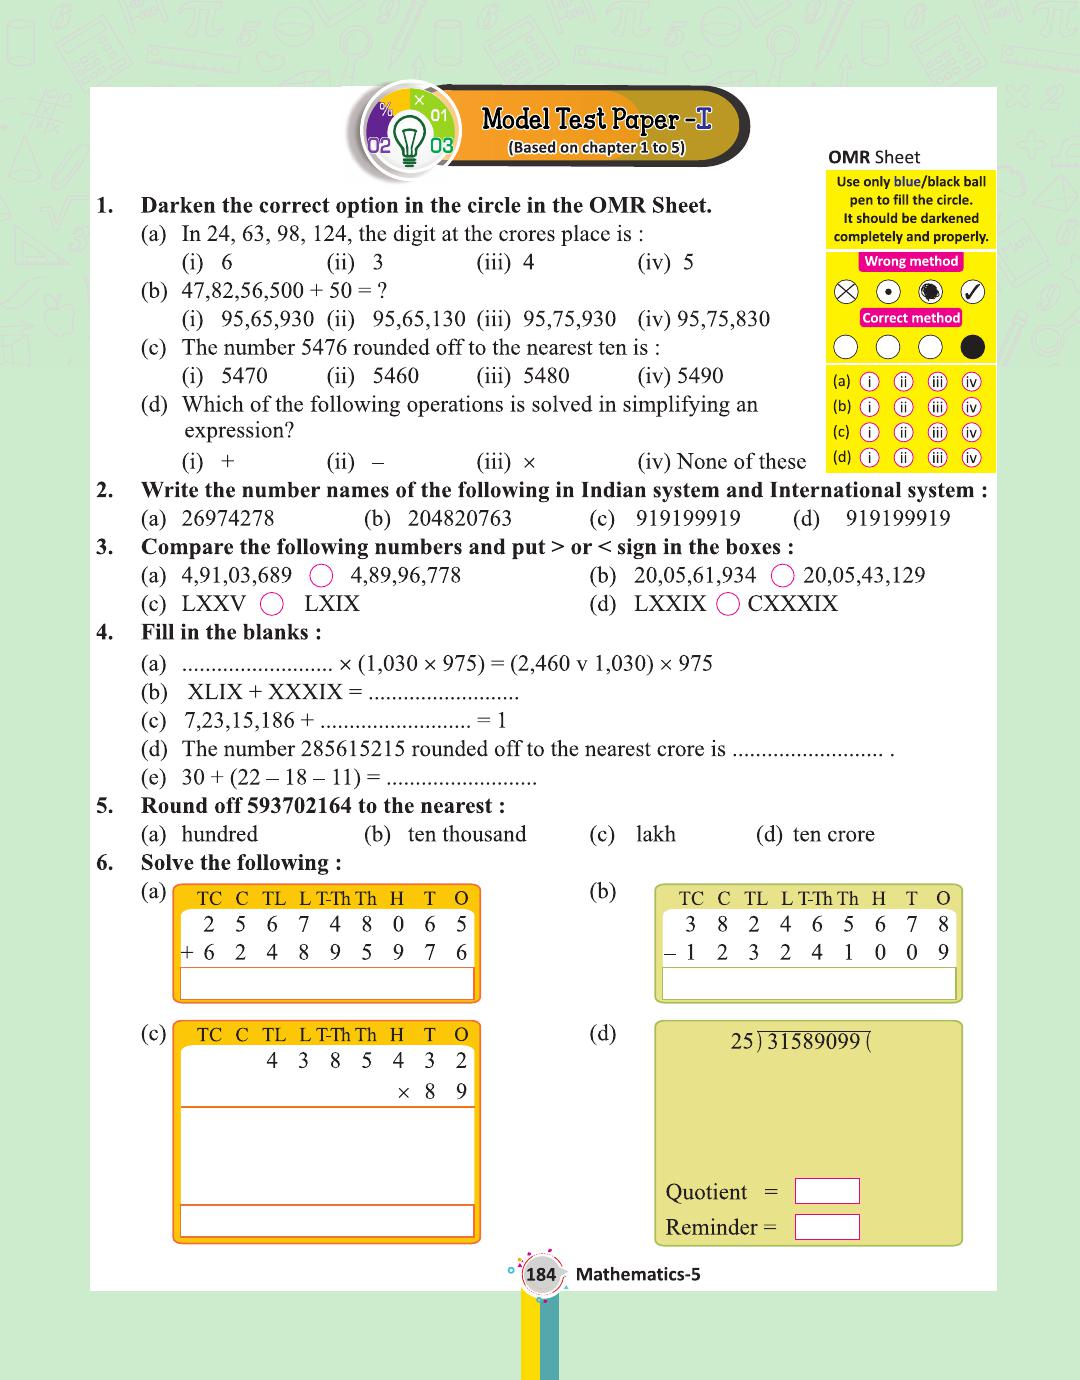 % × 01 02 03
Model Test Paper -I
(Based on chapter 1 to 5)
OMR Sheet
Use only blue/black ball
pen to fill the circle.
It should be darkened
completely and properly.
Wrong method
Correct method
(a) i ii iii iv
(b) i ii iii iv
(c) i ii iii iv
(d) i ii iii iv
1. Darken the correct option in the circle in the OMR Sheet.
(a) In 24, 63, 98, 124, the digit at the crores place is :
(i) 6 (ii) 3 (iii) 4 (iv) 5
(b) 47,82,56,500 + 50 = ?
(i) 95,65,930 (ii) 95,65,130 (iii) 95,75,930 (iv) 95,75,830
(c) The number 5476 rounded off to the nearest ten is :
(i) 5470 (ii) 5460 (iii) 5480 (iv) 5490
(d) Which of the following operations is solved in simplifying an
expression?
(i) + (ii) – (iii) × (iv) None of these
2. Write the number names of the following in Indian system and International system :
(a) 26974278 (b) 204820763 (c) 919199919 (d) 919199919
3. Compare the following numbers and put > or < sign in the boxes :
(a) 4,91,03,689 4,89,96,778 (b) 20,05,61,934 20,05,43,129
(c) LXXV LXIX (d) LXXIX CXXXIX
4. Fill in the blanks :
(a) .......................... × (1,030 × 975) = (2,460 v 1,030) × 975
(b) XLIX + XXXIX = ..........................
(c) 7,23,15,186 + .......................... = 1
(d) The number 285615215 rounded off to the nearest crore is .......................... .
(e) 30 + (22 – 18 – 11) = ..........................
5. Round off 593702164 to the nearest :
(a) hundred (b) ten thousand (c) lakh (d) ten crore
6. Solve the following :
(a)
TC C TL L T-Th Th H T O
2 5 6 7 4 8 0 6 5
+ 6 2 4 8 9 5 9 7 6
(b)
TC C TL L T-Th Th H T O
3 8 2 4 6 5 6 7 8
– 1 2 3 2 4 1 0 0 9
(c)
TC C TL L T-Th Th H T O
4 3 8 5 4 3 2
× 8 9
(d)
25) 31589099 (
Quotient =
Reminder =
184 Mathematics-5